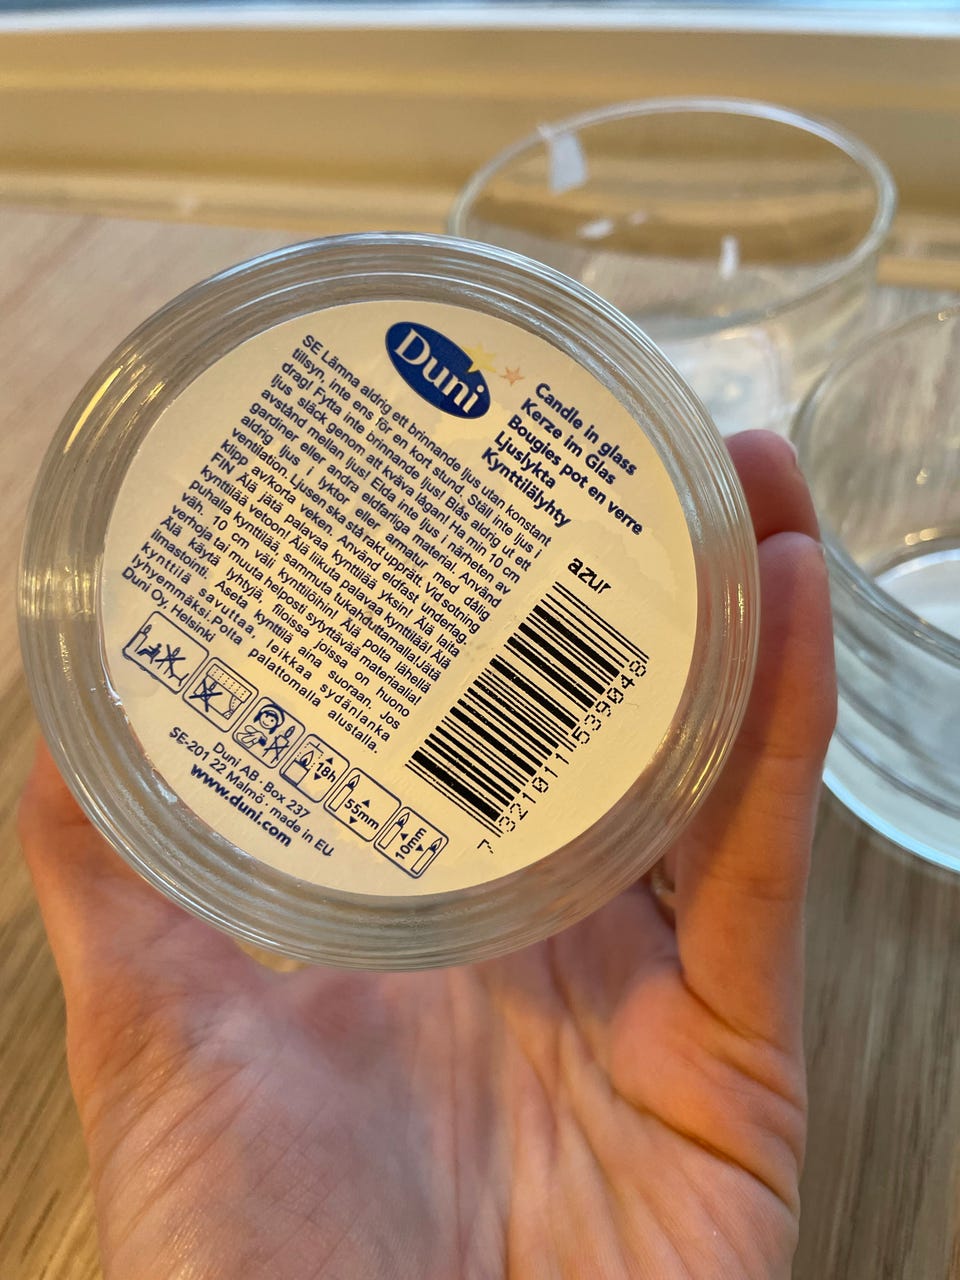 Duni
Candle in glass
Kerze im Glas
Bougies pot en verre
Ljuslykta
Kynttilälyhty
SE Lämna aldrig ett brinnande ljus utan konstant
tillsyn, inte ens för en kort stund. Ställ inte ljus i
drag! Flytta inte brinnande ljus! Blås aldrig ut ett
ljus släck genom att kväva lågan! Ha min 10 cm
avstånd mellan ljus! Elda inte ljus i närheten av
gardiner eller andra eldfarliga material. Använd
aldrig ljus i lyktor eller armatur med dålig
ventilation. Ljusen ska stå rakt upprätt. Vid sotning
klipp av/korta veken. Använd eldfast underlag.
FIN Älä jätä palavaa kynttilää yksin! Älä laita
kynttilää vetoon! Älä liikuta palavaa kynttilää! Älä
puhalla kynttilää, sammuta tukahduttamalla!Jätä
väh. 10 cm väli kynttilöihin! Älä polta lähellä
verhoja tai muuta helposti syttyttävää materiaalia!
Älä käytä lyhtyjä, joissa on huono
ilmastointi. Aseta kynttilä aina suoraan. Jos
kynttilä savuttaa, leikkaa sydänlanka
lyhyemmäksi.Polta palattomalla alustalla.
Duni Oy, Helsinki
18h
55mm
10cm
Duni AB · Box 237
SE-201 22 Malmö · made in EU
www.duni.com
azur
7321011539048